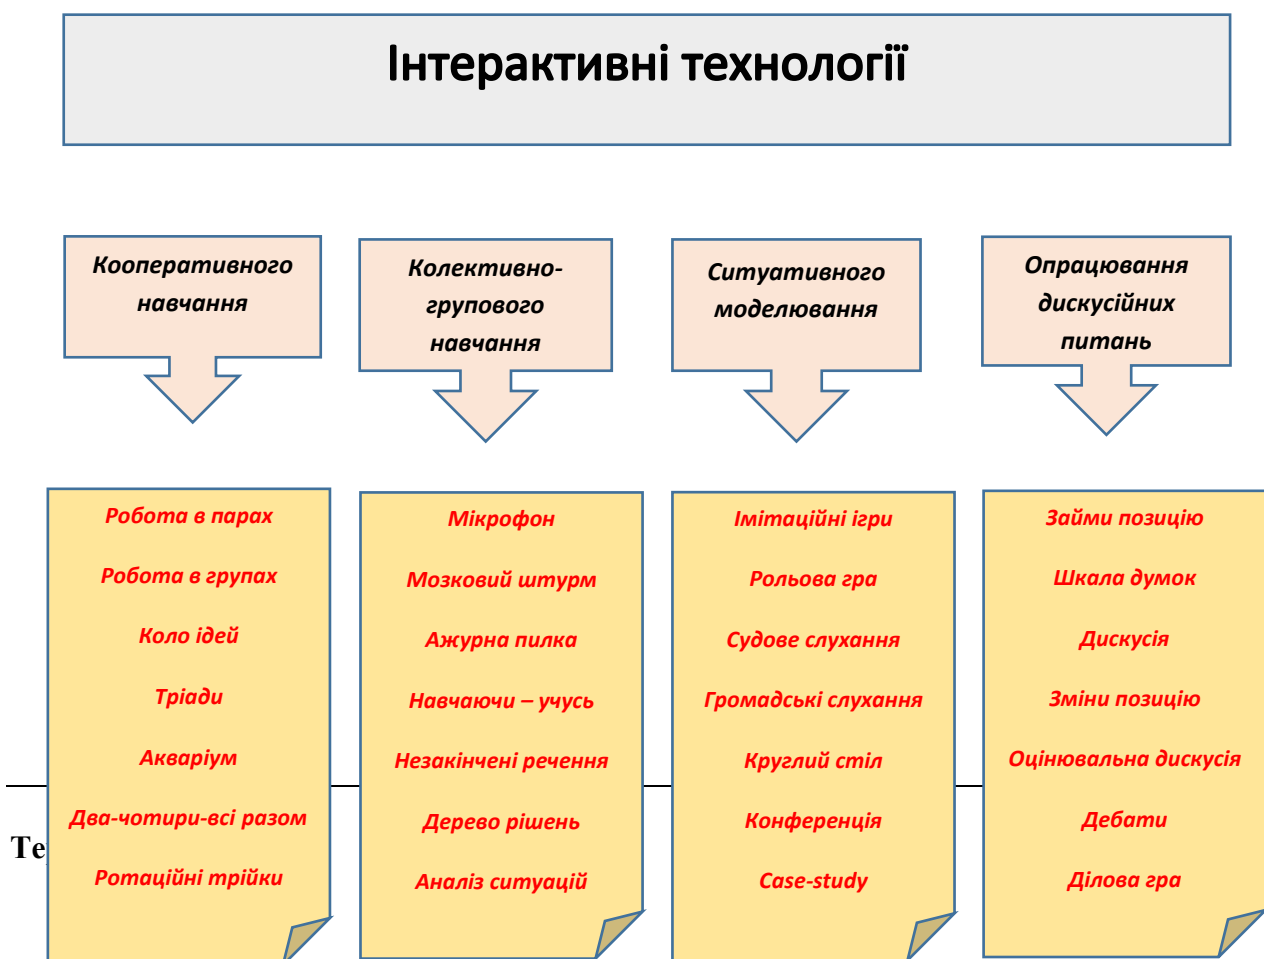 Інтерактивні технології
Кооперативного
навчання
Колективно-
групового
навчання
Ситуативного
моделювання
Опрацювання
дискусійних
питань
Робота в парах
Робота в групах
Коло ідей
Тріади
Акваріум
Два-чотири-всі разом
Ротаційні трійки
Мікрофон
Мозковий штурм
Ажурна пилка
Навчаючи – учусь
Незакінчені речення
Дерево рішень
Аналіз ситуацій
Імітаційні ігри
Рольова гра
Судове слухання
Громадські слухання
Круглий стіл
Конференція
Case-study
Займи позицію
Шкала думок
Дискусія
Зміни позицію
Оцінювальна дискусія
Дебати
Ділова гра